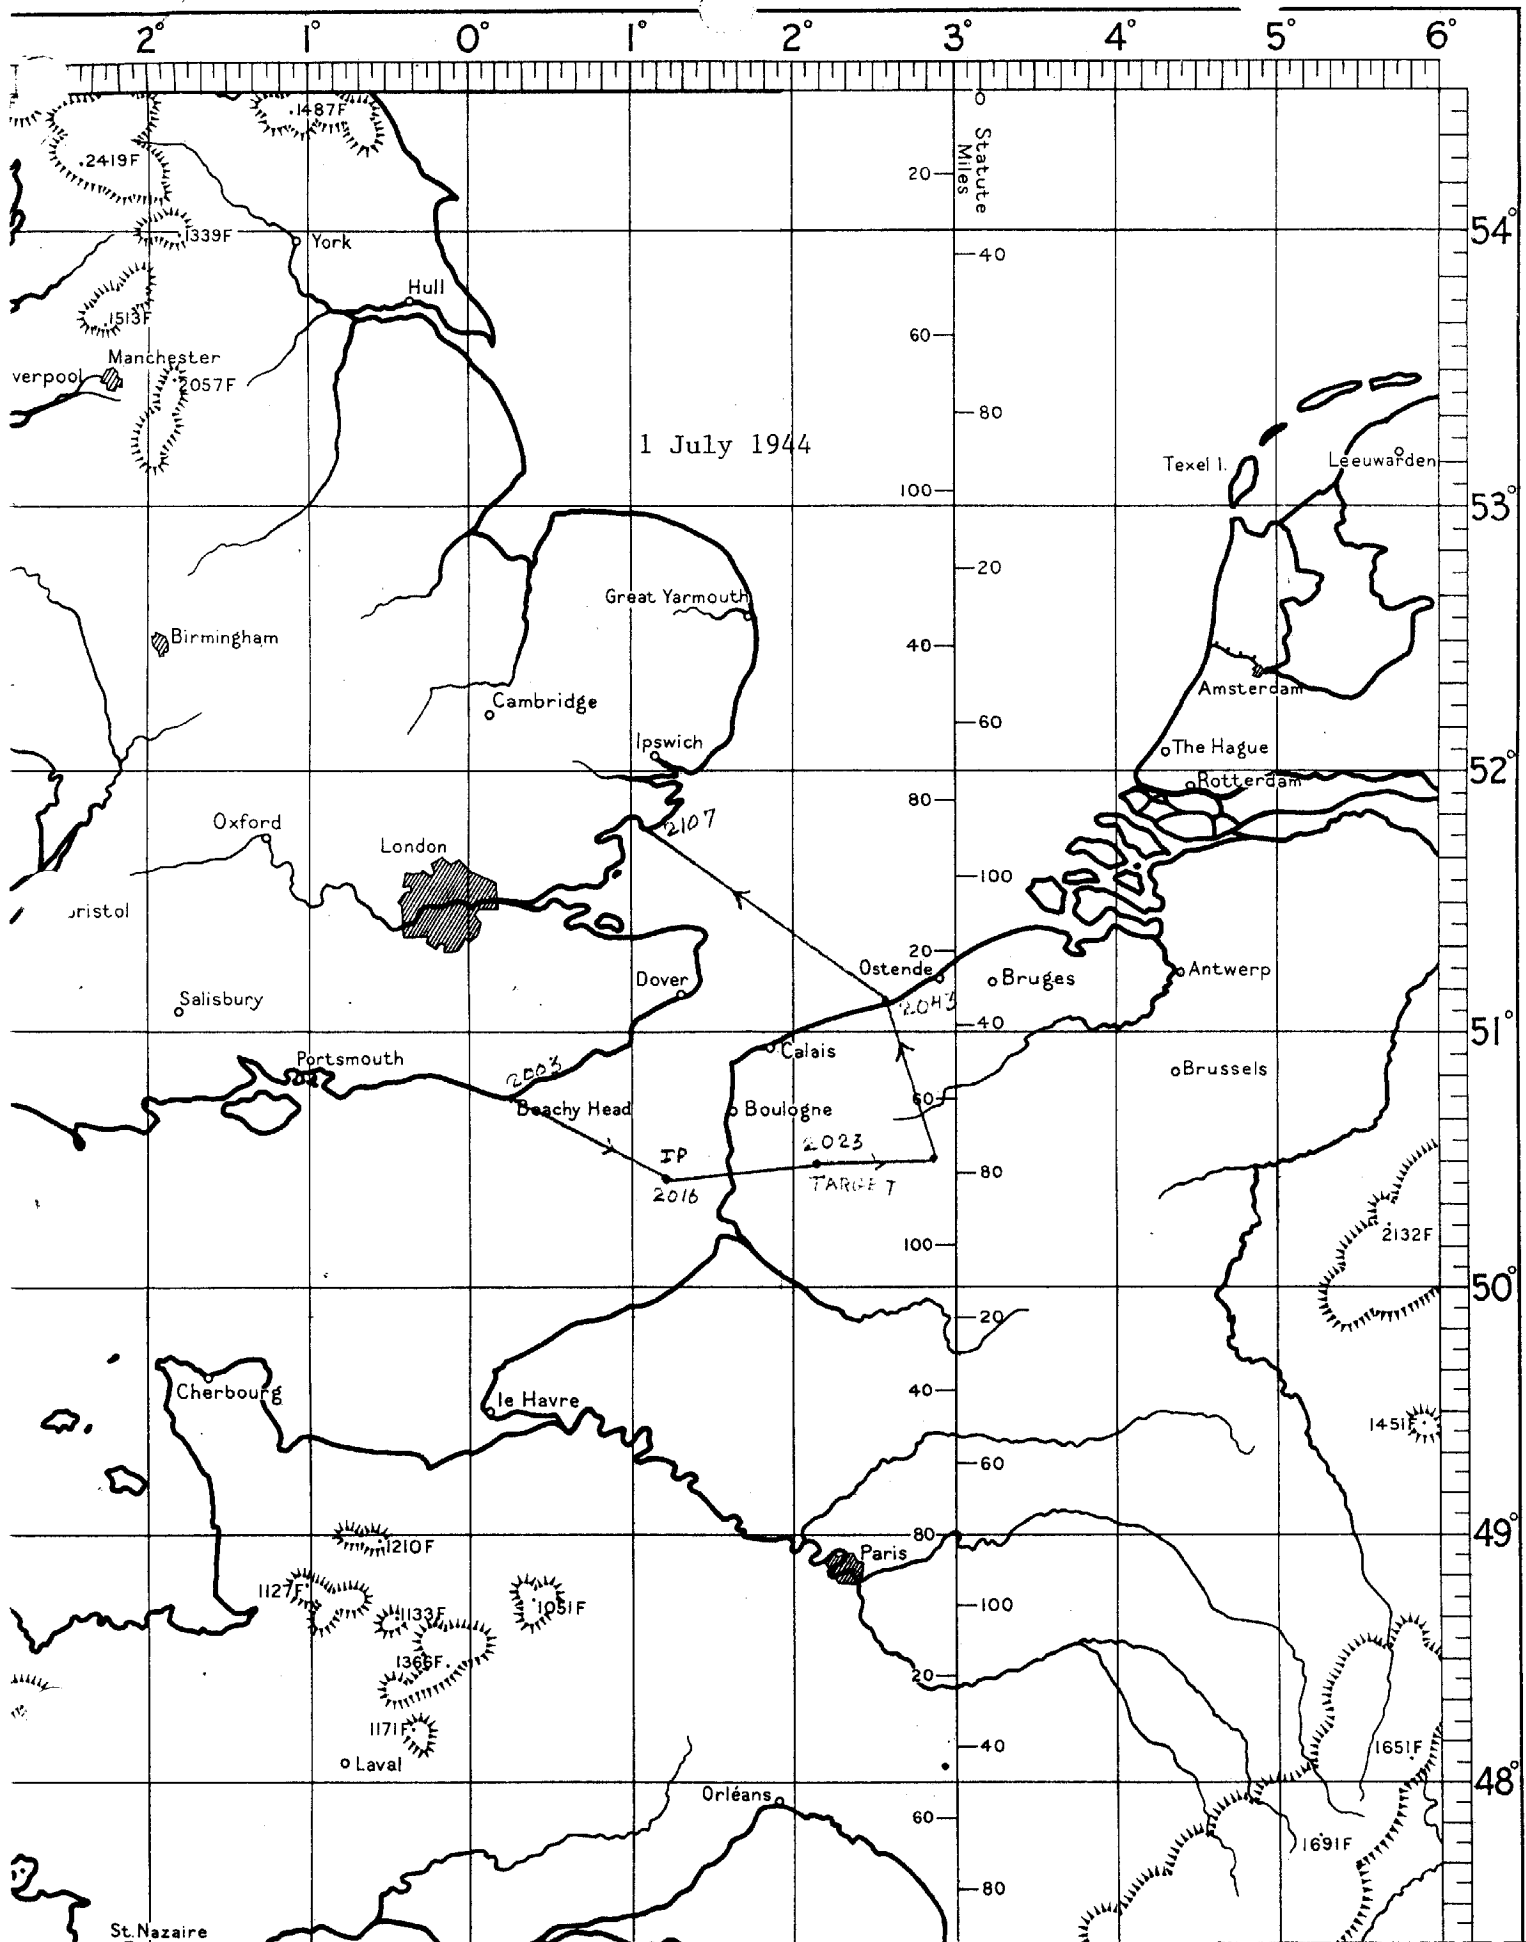 2° 1° 0° 1° 2° 3° 4° 5° 6°
0
Statute
Miles
1487F
2419F
20
1339F
York
54°
40
Hull
1513F
60
Manchester
verpool
2057F
80
1 July 1944
Texel I.
Leeuwarden
100
53°
20
Great Yarmouth
Birmingham
40
Amsterdam
Cambridge
60
Ipswich
The Hague
52°
Rotterdam
80
2107
Oxford
London
100
ristol
20
Ostende
Bruges
Antwerp
Dover
Salisbury
2043
40
51°
Calais
Portsmouth
2003
Brussels
60
Beachy Head
Boulogne
2023
IP
80
TARGET
2016
2132F
100
50°
20
Cherbourg
40
le Havre
1451F
60
80
49°
1210F
Paris
1127F
1051F
100
1133F
1366F
20
1171F
40
1651F
Laval
48°
Orléans
60
1691F
80
St. Nazaire